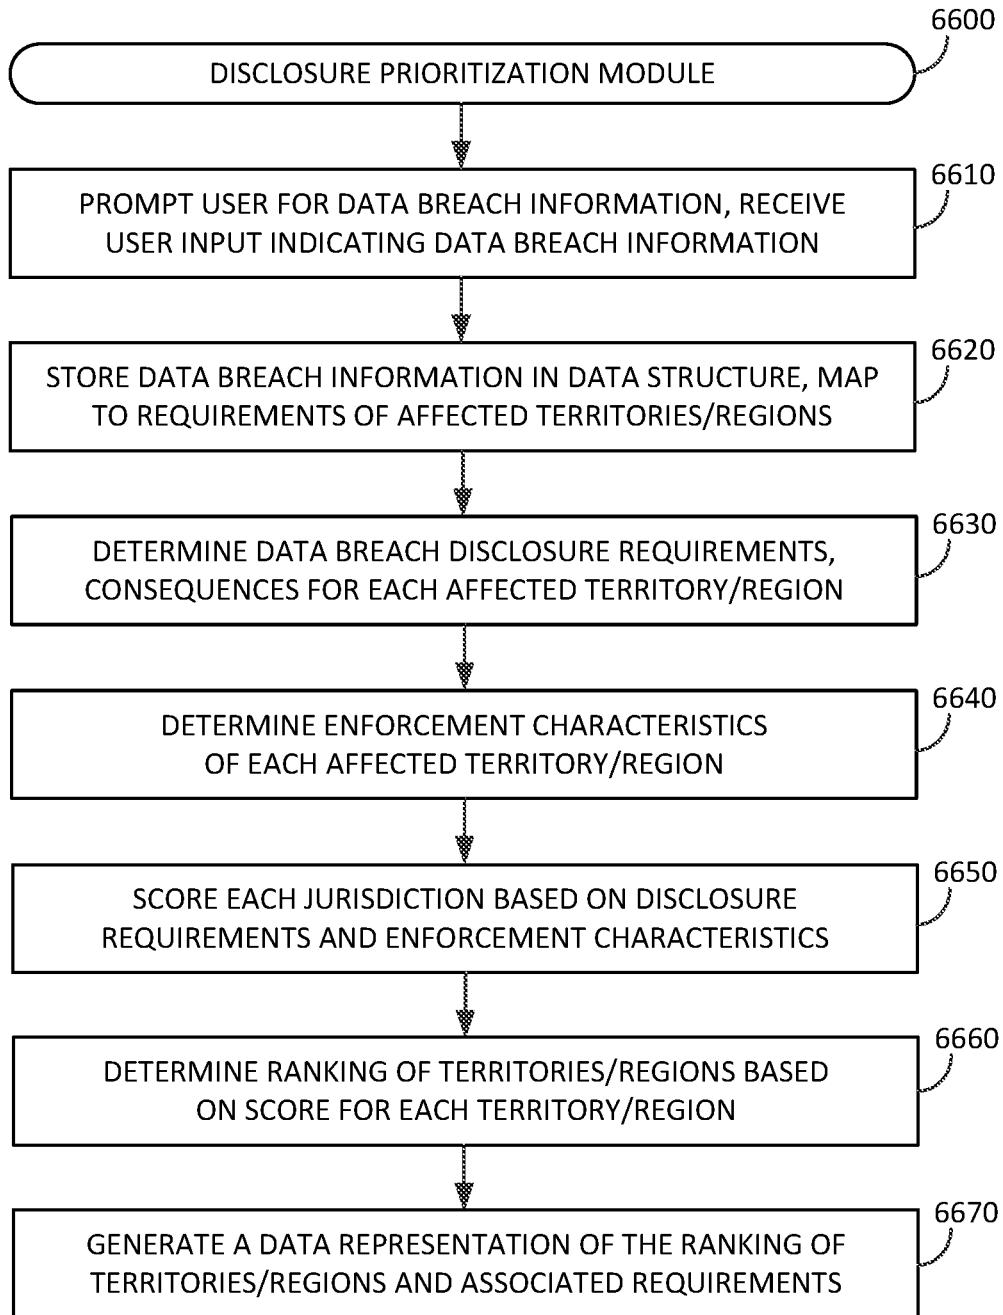 6600
DISCLOSURE PRIORITIZATION MODULE
6610
PROMPT USER FOR DATA BREACH INFORMATION, RECEIVE
USER INPUT INDICATING DATA BREACH INFORMATION
6620
STORE DATA BREACH INFORMATION IN DATA STRUCTURE, MAP
TO REQUIREMENTS OF AFFECTED TERRITORIES/REGIONS
6630
DETERMINE DATA BREACH DISCLOSURE REQUIREMENTS,
CONSEQUENCES FOR EACH AFFECTED TERRITORY/REGION
6640
DETERMINE ENFORCEMENT CHARACTERISTICS
OF EACH AFFECTED TERRITORY/REGION
6650
SCORE EACH JURISDICTION BASED ON DISCLOSURE
REQUIREMENTS AND ENFORCEMENT CHARACTERISTICS
6660
DETERMINE RANKING OF TERRITORIES/REGIONS BASED
ON SCORE FOR EACH TERRITORY/REGION
6670
GENERATE A DATA REPRESENTATION OF THE RANKING OF
TERRITORIES/REGIONS AND ASSOCIATED REQUIREMENTS